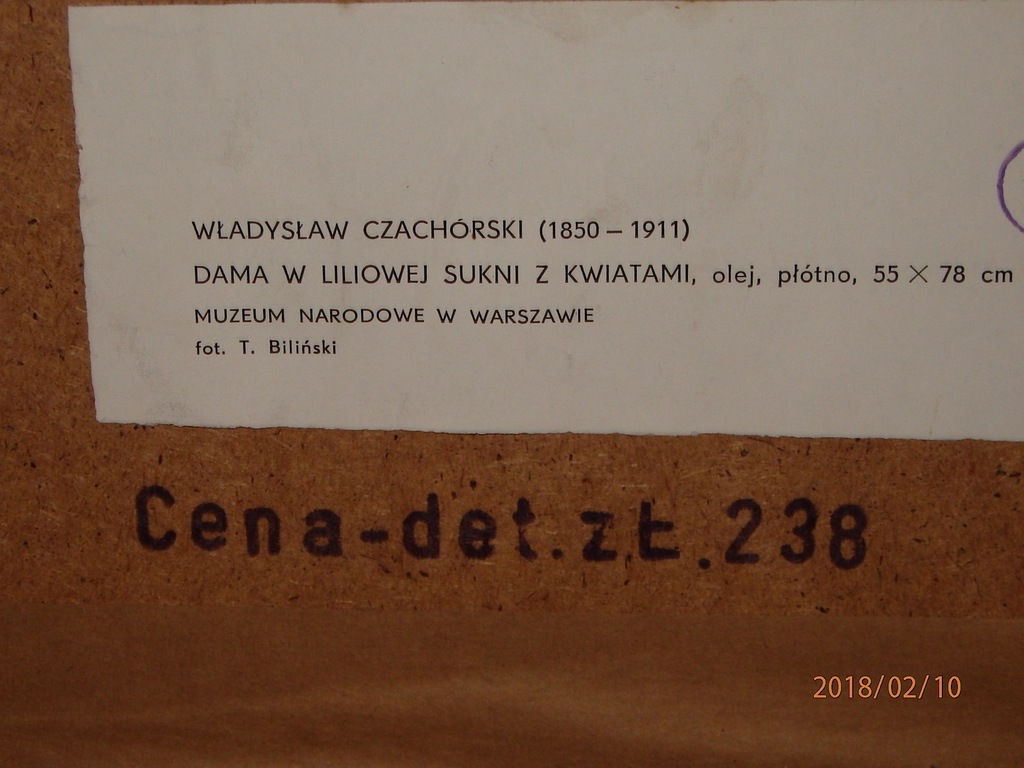 WŁADYSŁAW CZACHÓRSKI (1850 – 1911)
DAMA W LILIOWEJ SUKNI Z KWIATAMI, olej, płótno, 55 × 78 cm
MUZEUM NARODOWE W WARSZAWIE
fot. T. Biliński
Cena-det.zł.238
2018/02/10